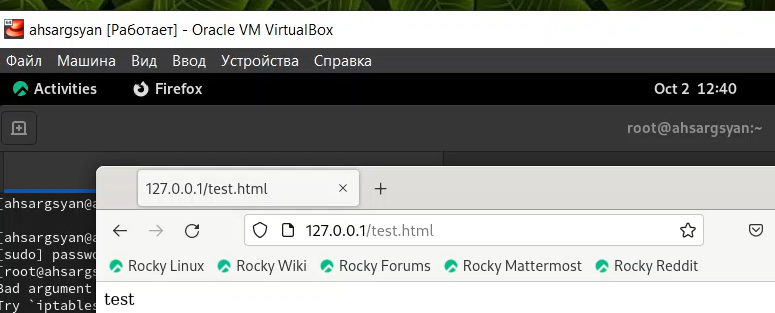 ahsargsyan [Работает] - Oracle VM VirtualBox
Файл Машина Вид Ввод Устройства Справка
Activities Firefox Oct 2 12:40
root@ahsargsyan:~
127.0.0.1/test.html
[ahsargsyan@a
127.0.0.1/test.html
[ahsargsyan@a
[sudo] passwo
Rocky Linux Rocky Wiki Rocky Forums Rocky Mattermost Rocky Reddit
[root@ahsargs
Bad argument
test
Try `iptables